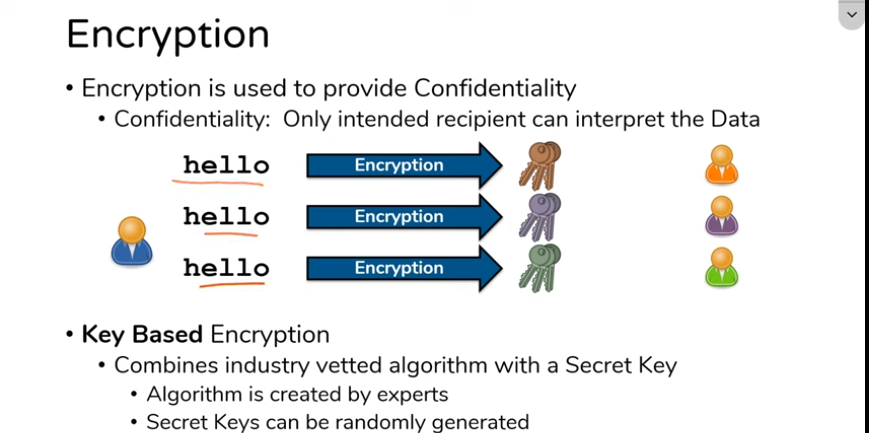 Encryption
• Encryption is used to provide Confidentiality
• Confidentiality: Only intended recipient can interpret the Data
hello Encryption
hello Encryption
hello Encryption
• Key Based Encryption
• Combines industry vetted algorithm with a Secret Key
• Algorithm is created by experts
• Secret Keys can be randomly generated